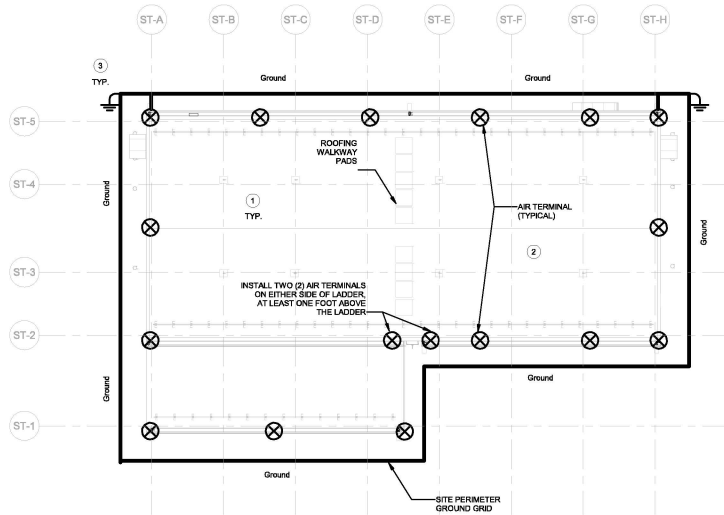 ST-A ST-B ST-C ST-D ST-E ST-F ST-G ST-H
3
TYP.
Ground
Ground
ST-5
ROOFING
WALKWAY
PADS
ST-4
Ground
1
TYP.
AIR TERMINAL
(TYPICAL)
Ground
2
ST-3
INSTALL TWO (2) AIR TERMINALS
ON EITHER SIDE OF LADDER,
AT LEAST ONE FOOT ABOVE
THE LADDER
ST-2
Ground
Ground
ST-1
Ground
SITE PERIMETER
GROUND GRID